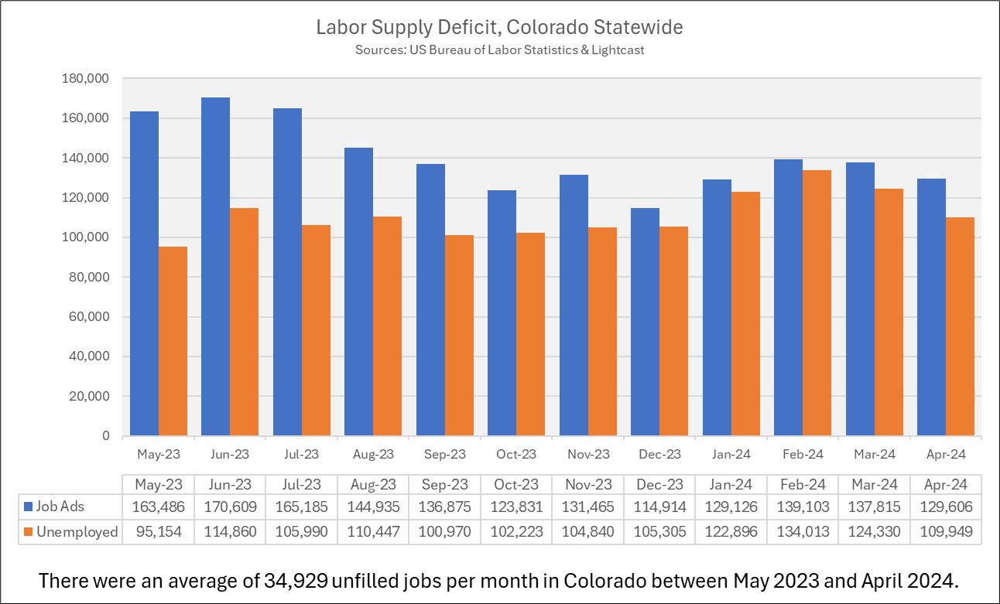 Labor Supply Deficit, Colorado Statewide
Sources: US Bureau of Labor Statistics & Lightcast
180,000
160,000
140,000
120,000
100,000
80,000
60,000
40,000
20,000
0
May-23 Jun-23 Jul-23 Aug-23 Sep-23 Oct-23 Nov-23 Dec-23 Jan-24 Feb-24 Mar-24 Apr-24
May-23 Jun-23 Jul-23 Aug-23 Sep-23 Oct-23 Nov-23 Dec-23 Jan-24 Feb-24 Mar-24 Apr-24
Job Ads 163,486 170,609 165,185 144,935 136,875 123,831 131,465 114,914 129,126 139,103 137,815 129,606
Unemployed 95,154 114,860 105,990 110,447 100,970 102,223 104,840 105,305 122,896 134,013 124,330 109,949
There were an average of 34,929 unfilled jobs per month in Colorado between May 2023 and April 2024.